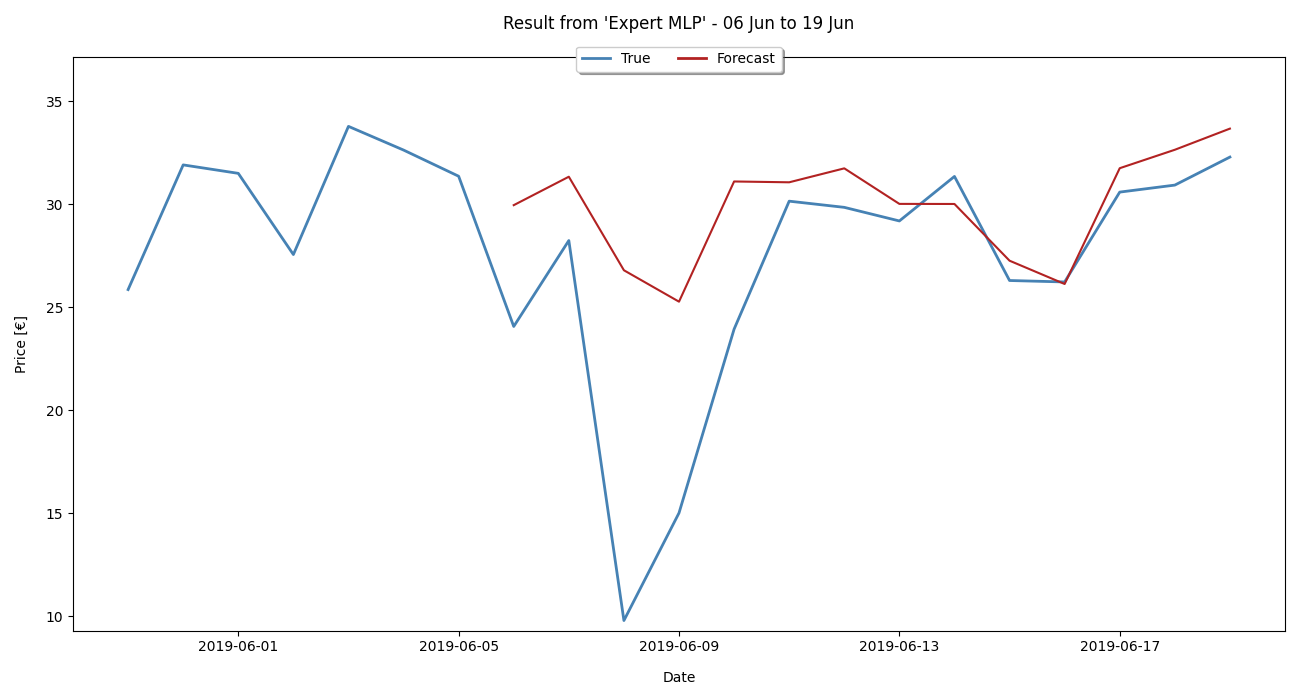 Result from 'Expert MLP' - 06 Jun to 19 Jun
True Forecast
35
30
25
20
15
10
Price [€]
2019-06-01 2019-06-05 2019-06-09 2019-06-13 2019-06-17
Date